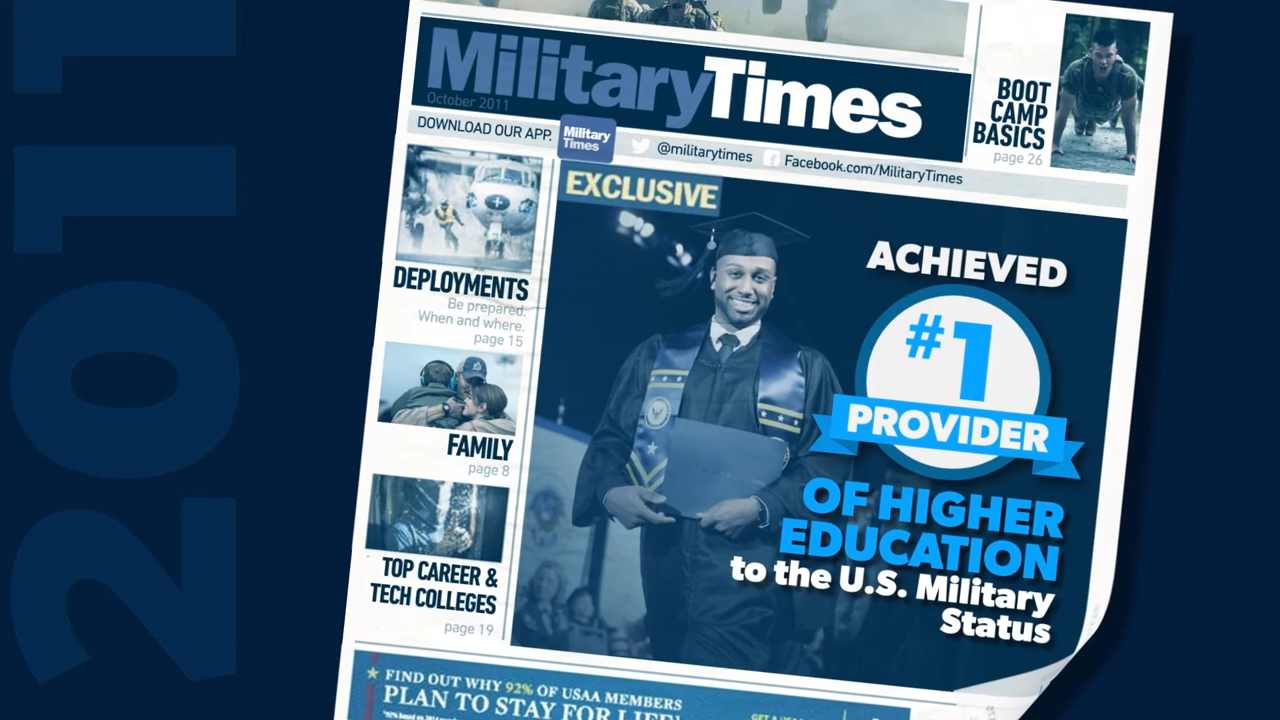 2011
MilitaryTimes
October 2011
BOOT
CAMP
BASICS
page 26
DOWNLOAD OUR APP.
Military
Times
@militarytimes
Facebook.com/MilitaryTimes
DEPLOYMENTS
Be prepared.
When and where.
page 15
FAMILY
page 8
TOP CAREER &
TECH COLLEGES
page 19
EXCLUSIVE
ACHIEVED
#1
PROVIDER
OF HIGHER
EDUCATION
to the U.S. Military
Status
FIND OUT WHY 92% OF USAA MEMBERS
PLAN TO STAY FOR LIFE